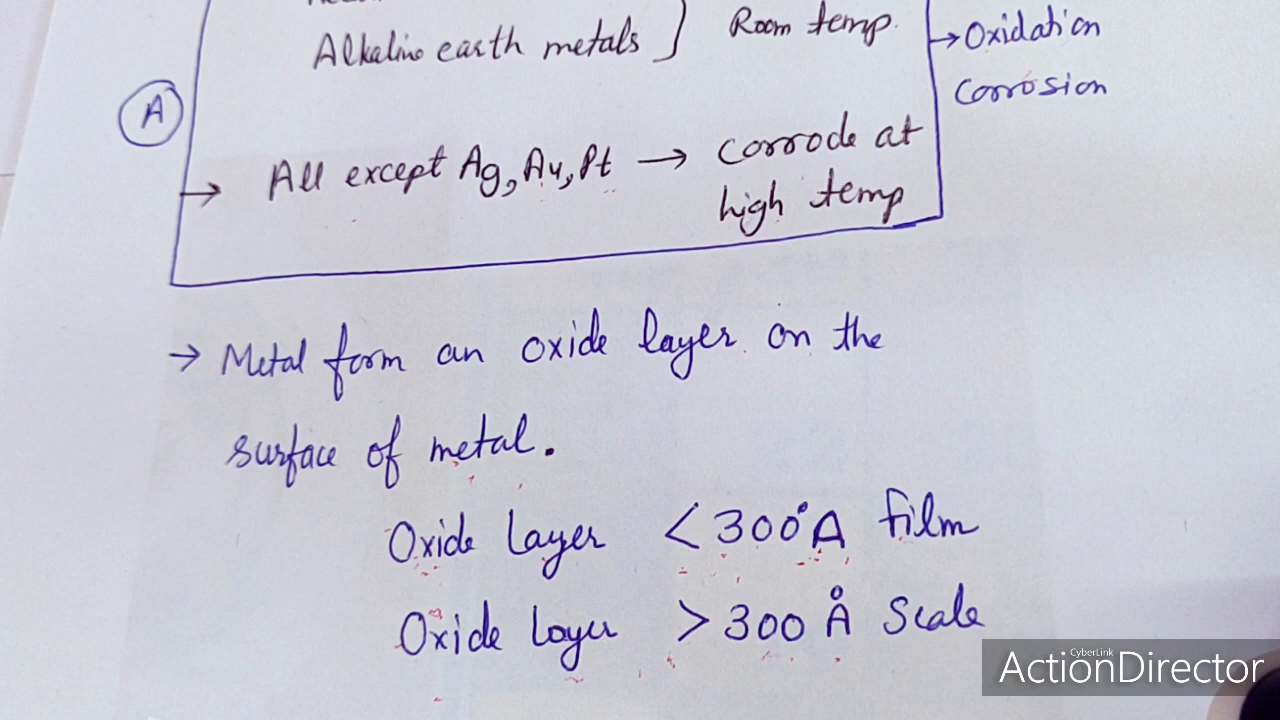 Alkaline earth metals ] Room temp.
→ Oxidation
corrosion
A
→ All except Ag, Au, Pt → corrode at
high temp
→ Metal form an oxide layer on the
surface of metal.
Oxide Layer < 300°A film
Oxide layer > 300 Å Scale
CyberLink
ActionDirector